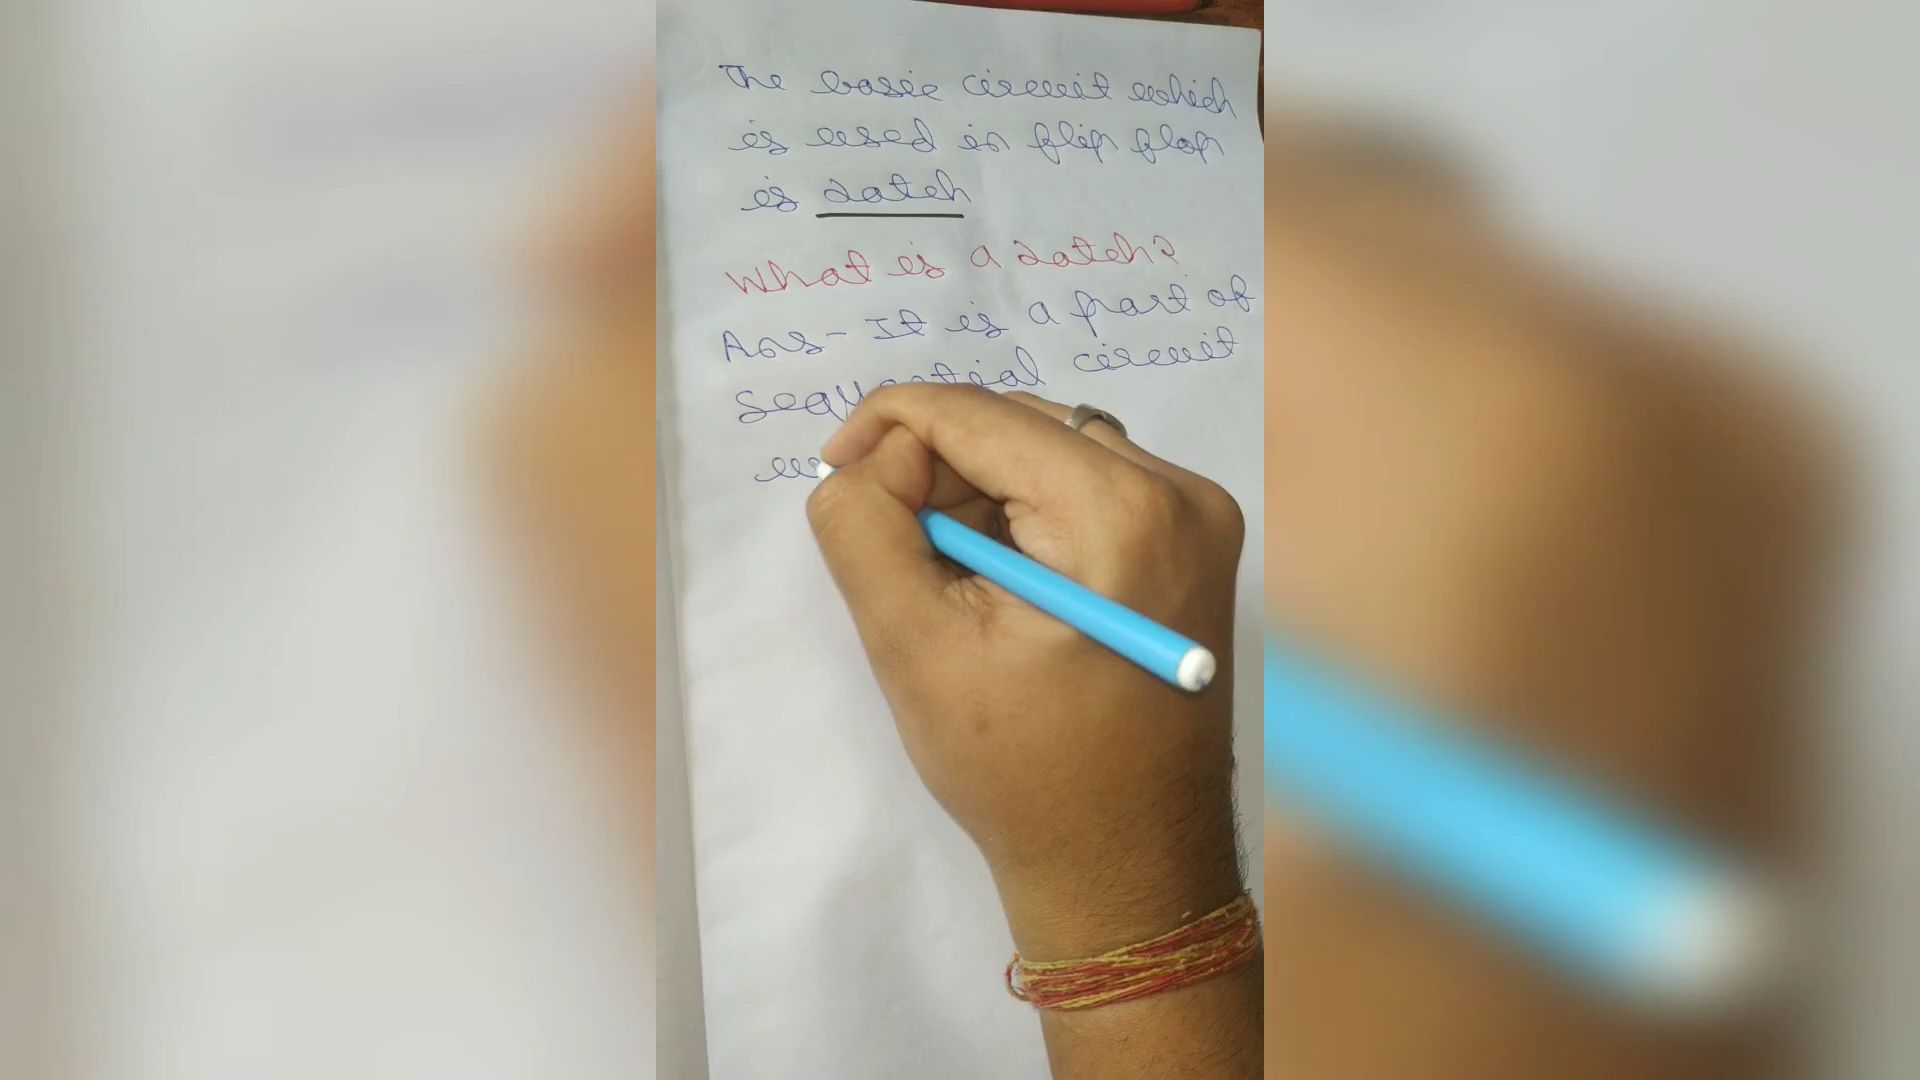 The basic circuit which
is used in flip flop
is Latch
What is a Latch?
Ans- It is a part of
sequential circuit